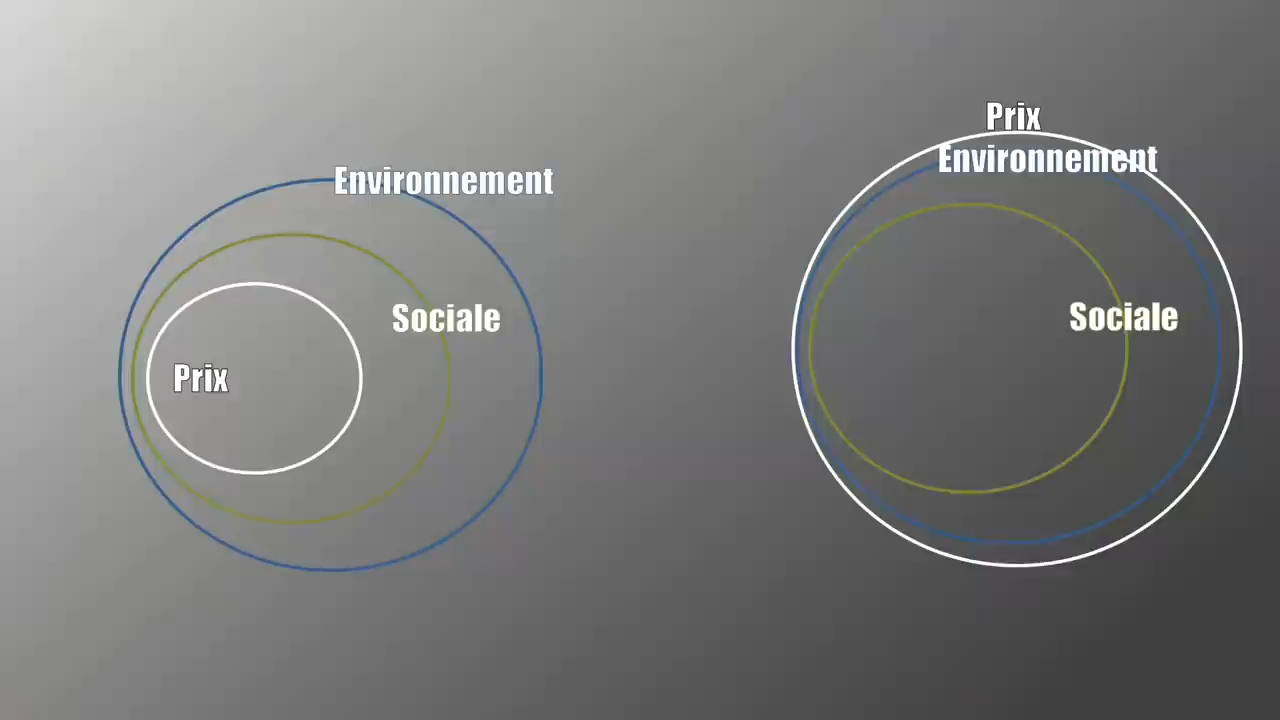 Environnement
Sociale
Prix
Prix
Environnement
Sociale